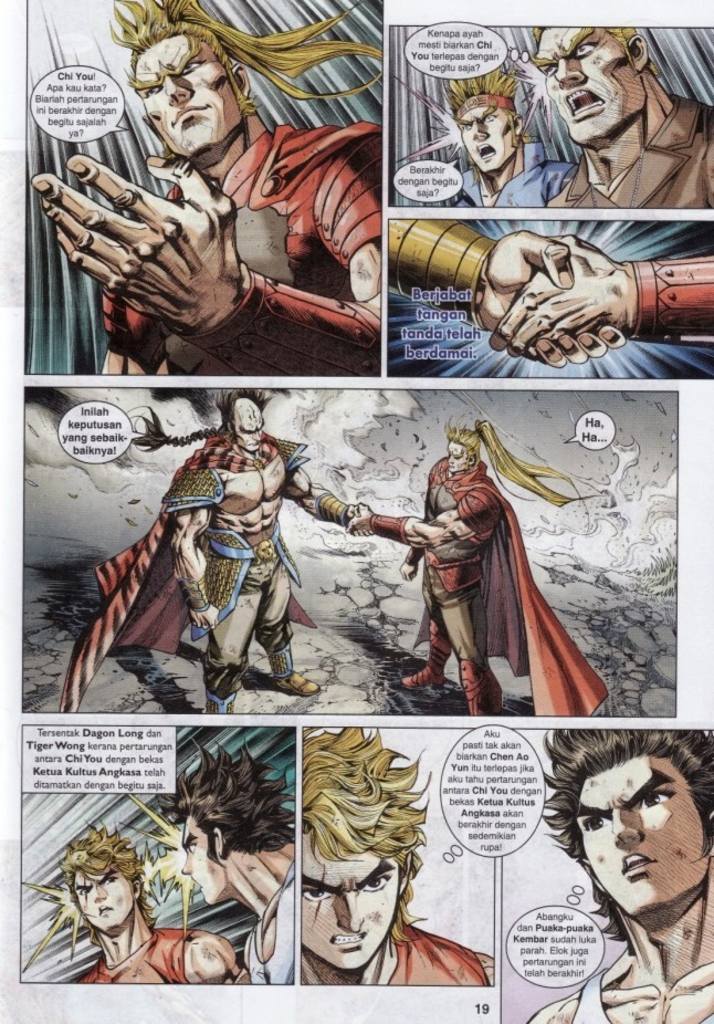 Chi You!
Apa kau kata?
Biarlah pertarungan
ini berakhir dengan
begitu sajalah
ya?
Kenapa ayah
mesti biarkan Chi
You terlepas dengan
begitu saja?
Berakhir
dengan begitu
saja?
Berjabat
tangan
tanda telah
berdamai.
Inilah
keputusan
yang sebaik-
baiknya!
Ha,
Ha...
Tersentak Dagon Long dan
Tiger Wong kerana pertarungan
antara Chi You dengan bekas
Ketua Kultus Angkasa telah
ditamatkan dengan begitu saja.
Aku
pasti tak akan
biarkan Chen Ao
Yun itu terlepas jika
aku tahu pertarungan
antara Chi You dengan
bekas Ketua Kultus
Angkasa akan
berakhir dengan
sedemikian
rupa!
Abangku
dan Puaka-puaka
Kembar sudah luka
parah. Elok juga
pertarungan ini
telah berakhir!
19